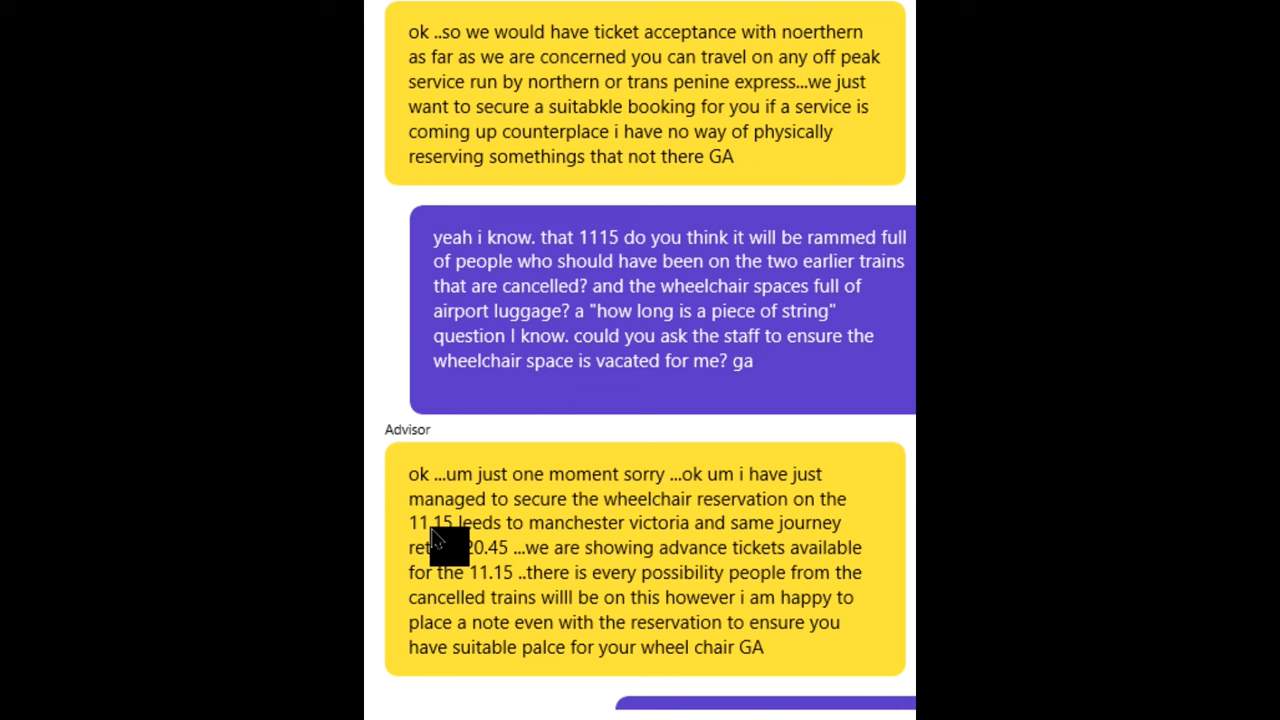 ok ..so we would have ticket acceptance with noerthern
as far as we are concerned you can travel on any off peak
service run by northern or trans penine express...we just
want to secure a suitabkle booking for you if a service is
coming up counterplace i have no way of physically
reserving somethings that not there GA
yeah i know. that 1115 do you think it will be rammed full
of people who should have been on the two earlier trains
that are cancelled? and the wheelchair spaces full of
airport luggage? a "how long is a piece of string"
question I know. could you ask the staff to ensure the
wheelchair space is vacated for me? ga
Advisor
ok ...um just one moment sorry ...ok um i have just
managed to secure the wheelchair reservation on the
11.15 leeds to manchester victoria and same journey
20.45 ...we are showing advance tickets available
for the 11.15 ..there is every possibility people from the
cancelled trains willl be on this however i am happy to
place a note even with the reservation to ensure you
have suitable palce for your wheel chair GA